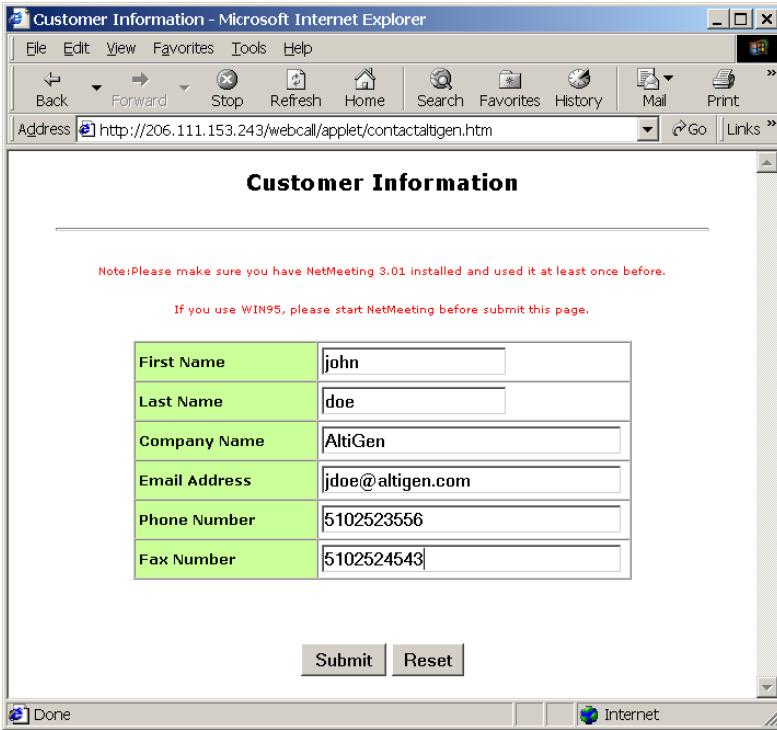 Customer Information - Microsoft Internet Explorer
File Edit View Favorites Tools Help
Back Forward Stop Refresh Home Search Favorites History Mail Print »
Address http://206.111.153.243/webcall/applet/contactaltigen.htm Go Links »
Customer Information
Note:Please make sure you have NetMeeting 3.01 installed and used it at least once before.
If you use WIN95, please start NetMeeting before submit this page.
First Name john
Last Name doe
Company Name AltiGen
Email Address jdoe@altigen.com
Phone Number 5102523556
Fax Number 5102524543
Submit Reset
Done Internet